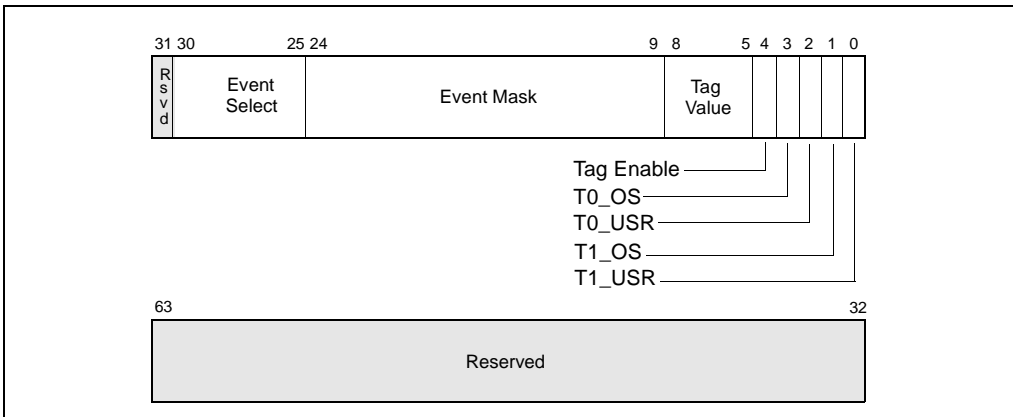 31 30 25 24 9 8 5 4 3 2 1 0
Rsvd
Event Select
Event Mask
Tag Value
Tag Enable
T0_OS
T0_USR
T1_OS
T1_USR
63 32
Reserved